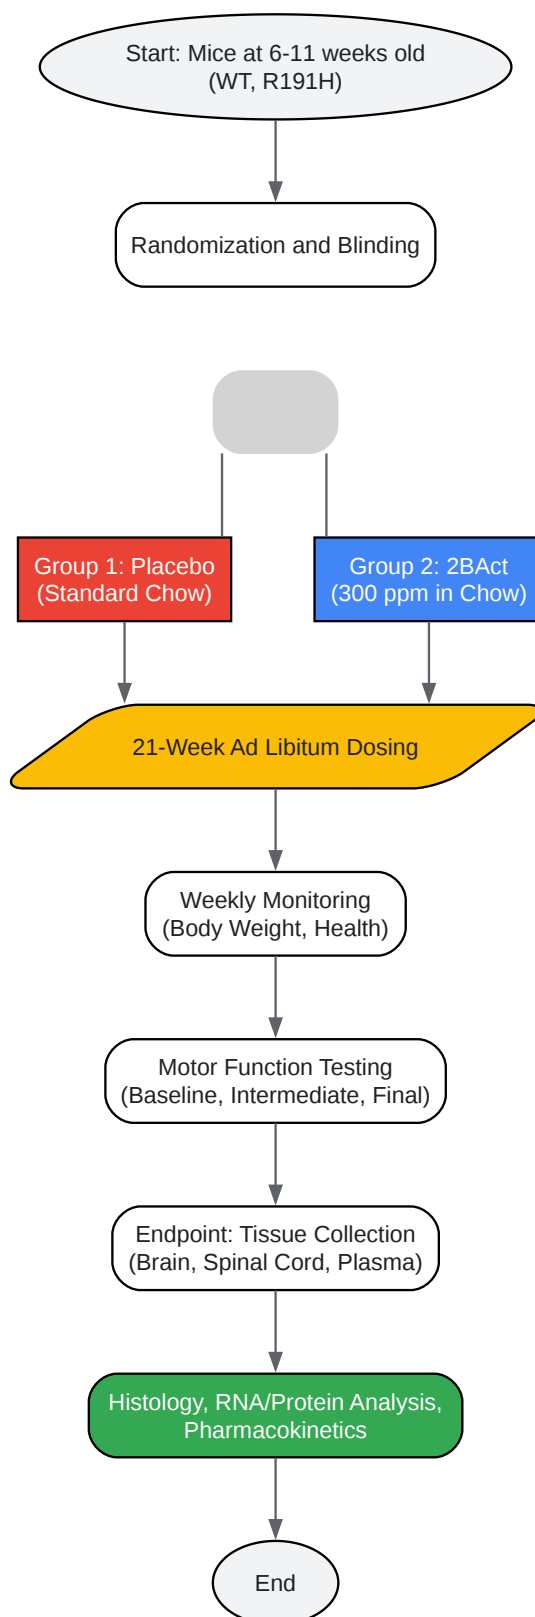 Start: Mice at 6-11 weeks old
(WT, R191H)
Randomization and Blinding
Group 1: Placebo
(Standard Chow)
Group 2: 2BAct
(300 ppm in Chow)
21-Week Ad Libitum Dosing
Weekly Monitoring
(Body Weight, Health)
Motor Function Testing
(Baseline, Intermediate, Final)
Endpoint: Tissue Collection
(Brain, Spinal Cord, Plasma)
Histology, RNA/Protein Analysis,
Pharmacokinetics
End